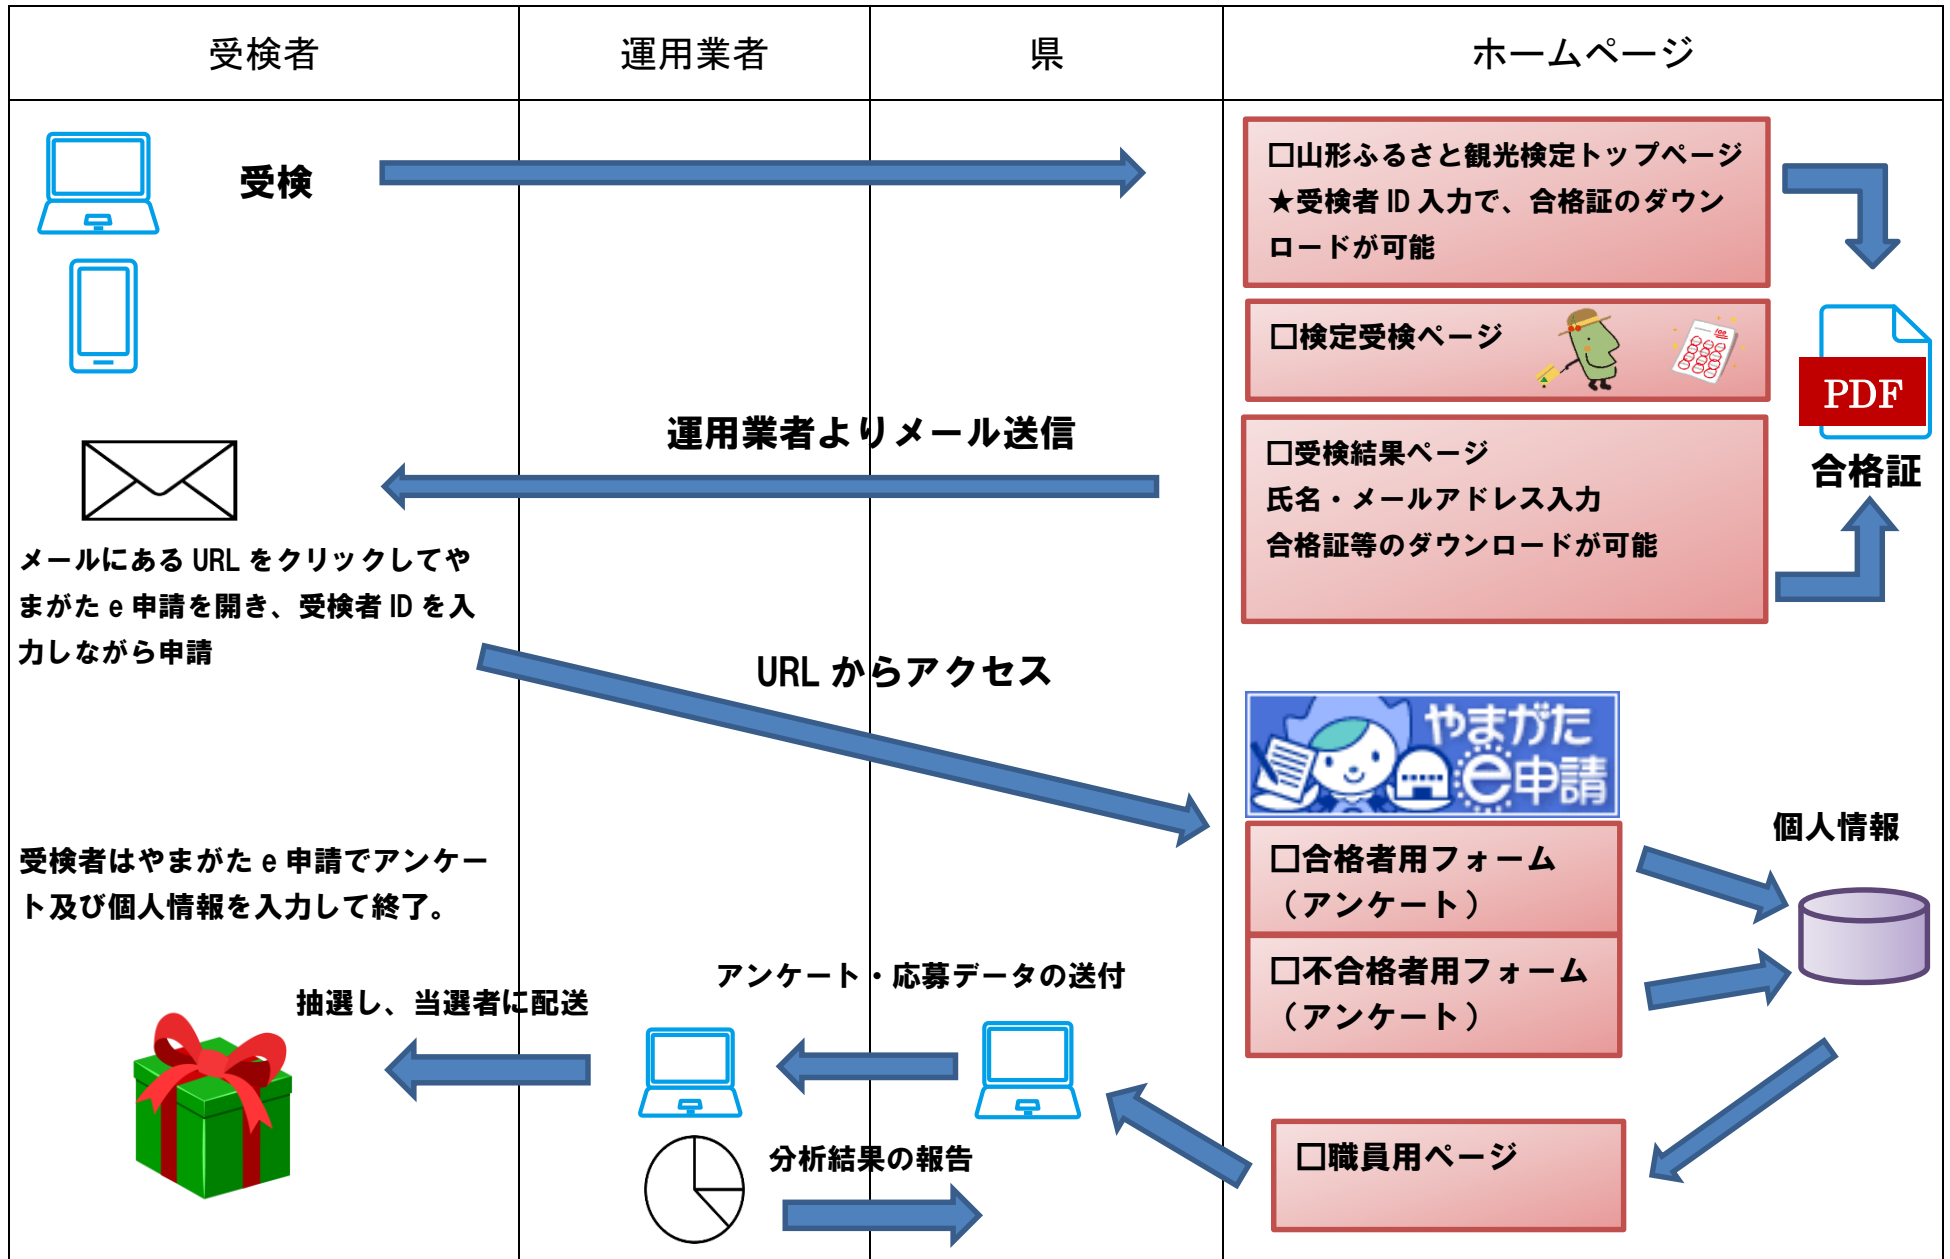 受検者
運用業者
県
ホームページ
受検
□山形ふるさと観光検定トップページ
★受検者 ID 入力で、合格証のダウン
ロードが可能
□検定受検ページ
100
PDF
合格証
運用業者よりメール送信
□受検結果ページ
氏名・メールアドレス入力
合格証等のダウンロードが可能
メールにある URL をクリックしてや
まがた e 申請を開き、受検者 ID を入
力しながら申請
URL からアクセス
やまがた
e申請
個人情報
□合格者用フォーム
（アンケート）
受検者はやまがた e 申請でアンケー
ト及び個人情報を入力して終了。
□不合格者用フォーム
（アンケート）
アンケート・応募データの送付
抽選し、当選者に配送
分析結果の報告
□職員用ページ